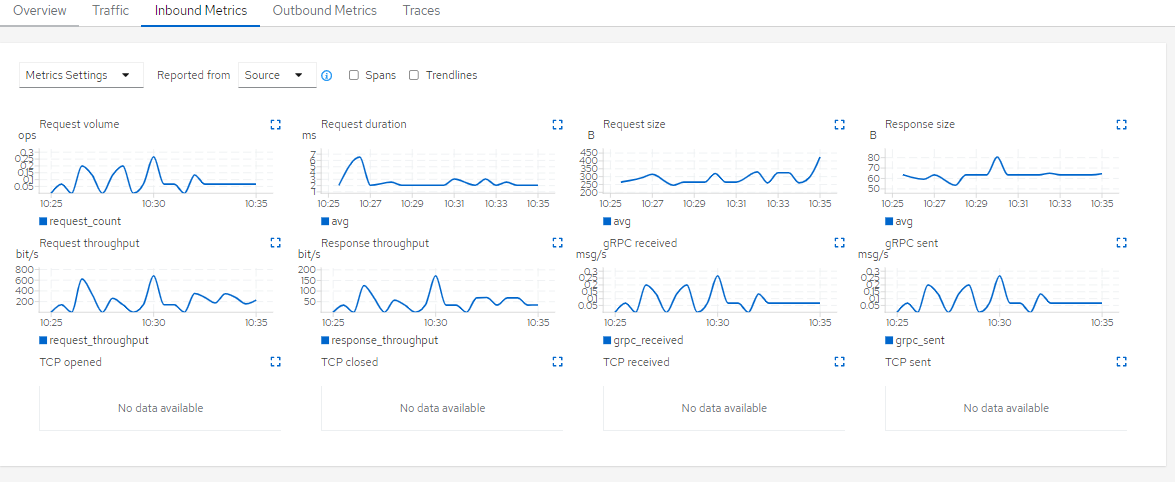 Overview Traffic Inbound Metrics Outbound Metrics Traces
Metrics Settings Reported from Source Spans Trendlines
Request volume
ops
0.3
0.25
0.2
0.15
0.1
0.05
10:25 10:30 10:35
request_count
Request duration
ms
7
6
5
4
3
2
1
10:25 10:27 10:29 10:31 10:33 10:35
avg
Request size
B
450
400
350
300
250
200
10:25 10:27 10:29 10:31 10:33 10:35
avg
Response size
B
80
70
60
50
10:25 10:27 10:29 10:31 10:33 10:35
avg
Request throughput
bit/s
800
600
400
200
10:25 10:30 10:35
request_throughput
Response throughput
bit/s
200
150
100
50
10:25 10:30 10:35
response_throughput
gRPC received
msg/s
0.3
0.25
0.2
0.15
0.1
0.05
10:25 10:30 10:35
grpc_received
gRPC sent
msg/s
0.3
0.25
0.2
0.15
0.1
0.05
10:25 10:30 10:35
grpc_sent
TCP opened
No data available
TCP closed
No data available
TCP received
No data available
TCP sent
No data available